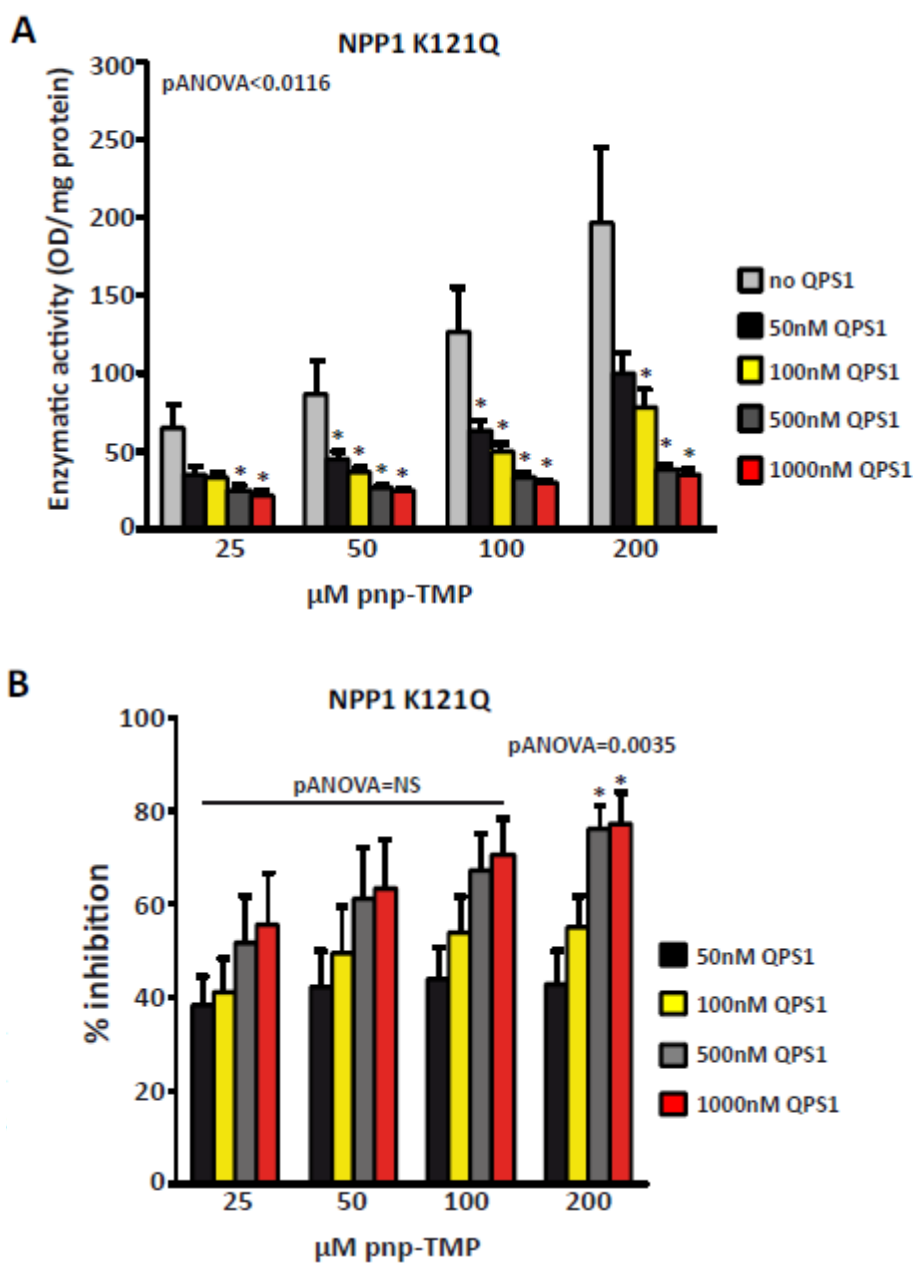 A
NPP1 K121Q
pANOVA<0.0116
Enzymatic activity (OD/mg protein)
300
250
200
150
100
50
0
* * * * * * * * * * * * *
no QPS1
50nM QPS1
100nM QPS1
500nM QPS1
1000nM QPS1
25 50 100 200
µM pnp-TMP
B
NPP1 K121Q
pANOVA=0.0035
pANOVA=NS
* *
% inhibition
100
80
60
40
20
0
50nM QPS1
100nM QPS1
500nM QPS1
1000nM QPS1
25 50 100 200
µM pnp-TMP